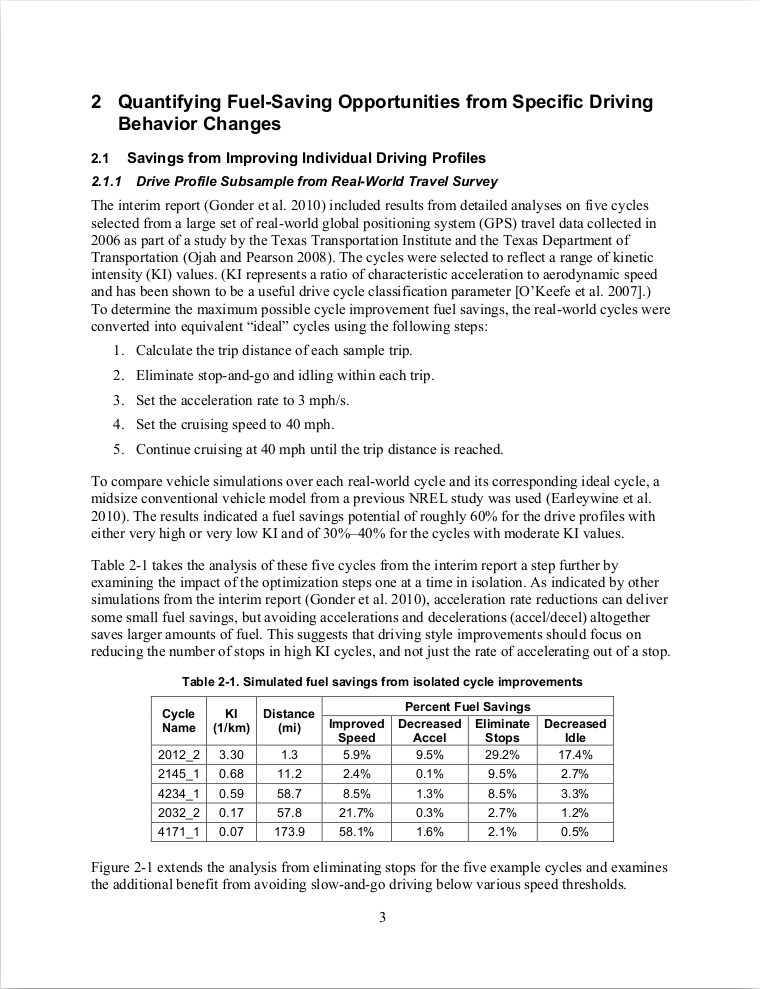 2 Quantifying Fuel-Saving Opportunities from Specific Driving
Behavior Changes
2.1 Savings from Improving Individual Driving Profiles
2.1.1 Drive Profile Subsample from Real-World Travel Survey
The interim report (Gonder et al. 2010) included results from detailed analyses on five cycles
selected from a large set of real-world global positioning system (GPS) travel data collected in
2006 as part of a study by the Texas Transportation Institute and the Texas Department of
Transportation (Ojah and Pearson 2008). The cycles were selected to reflect a range of kinetic
intensity (KI) values. (KI represents a ratio of characteristic acceleration to aerodynamic speed
and has been shown to be a useful drive cycle classification parameter [O’Keefe et al. 2007].)
To determine the maximum possible cycle improvement fuel savings, the real-world cycles were
converted into equivalent “ideal” cycles using the following steps:
1. Calculate the trip distance of each sample trip.
2. Eliminate stop-and-go and idling within each trip.
3. Set the acceleration rate to 3 mph/s.
4. Set the cruising speed to 40 mph.
5. Continue cruising at 40 mph until the trip distance is reached.
To compare vehicle simulations over each real-world cycle and its corresponding ideal cycle, a
midsize conventional vehicle model from a previous NREL study was used (Earleywine et al.
2010). The results indicated a fuel savings potential of roughly 60% for the drive profiles with
either very high or very low KI and of 30%–40% for the cycles with moderate KI values.
Table 2-1 takes the analysis of these five cycles from the interim report a step further by
examining the impact of the optimization steps one at a time in isolation. As indicated by other
simulations from the interim report (Gonder et al. 2010), acceleration rate reductions can deliver
some small fuel savings, but avoiding accelerations and decelerations (accel/decel) altogether
saves larger amounts of fuel. This suggests that driving style improvements should focus on
reducing the number of stops in high KI cycles, and not just the rate of accelerating out of a stop.
Table 2-1. Simulated fuel savings from isolated cycle improvements
Cycle Name KI (1/km) Distance (mi) Percent Fuel Savings
Improved Speed Decreased Accel Eliminate Stops Decreased Idle
2012_2 3.30 1.3 5.9% 9.5% 29.2% 17.4%
2145_1 0.68 11.2 2.4% 0.1% 9.5% 2.7%
4234_1 0.59 58.7 8.5% 1.3% 8.5% 3.3%
2032_2 0.17 57.8 21.7% 0.3% 2.7% 1.2%
4171_1 0.07 173.9 58.1% 1.6% 2.1% 0.5%
Figure 2-1 extends the analysis from eliminating stops for the five example cycles and examines
the additional benefit from avoiding slow-and-go driving below various speed thresholds.
3